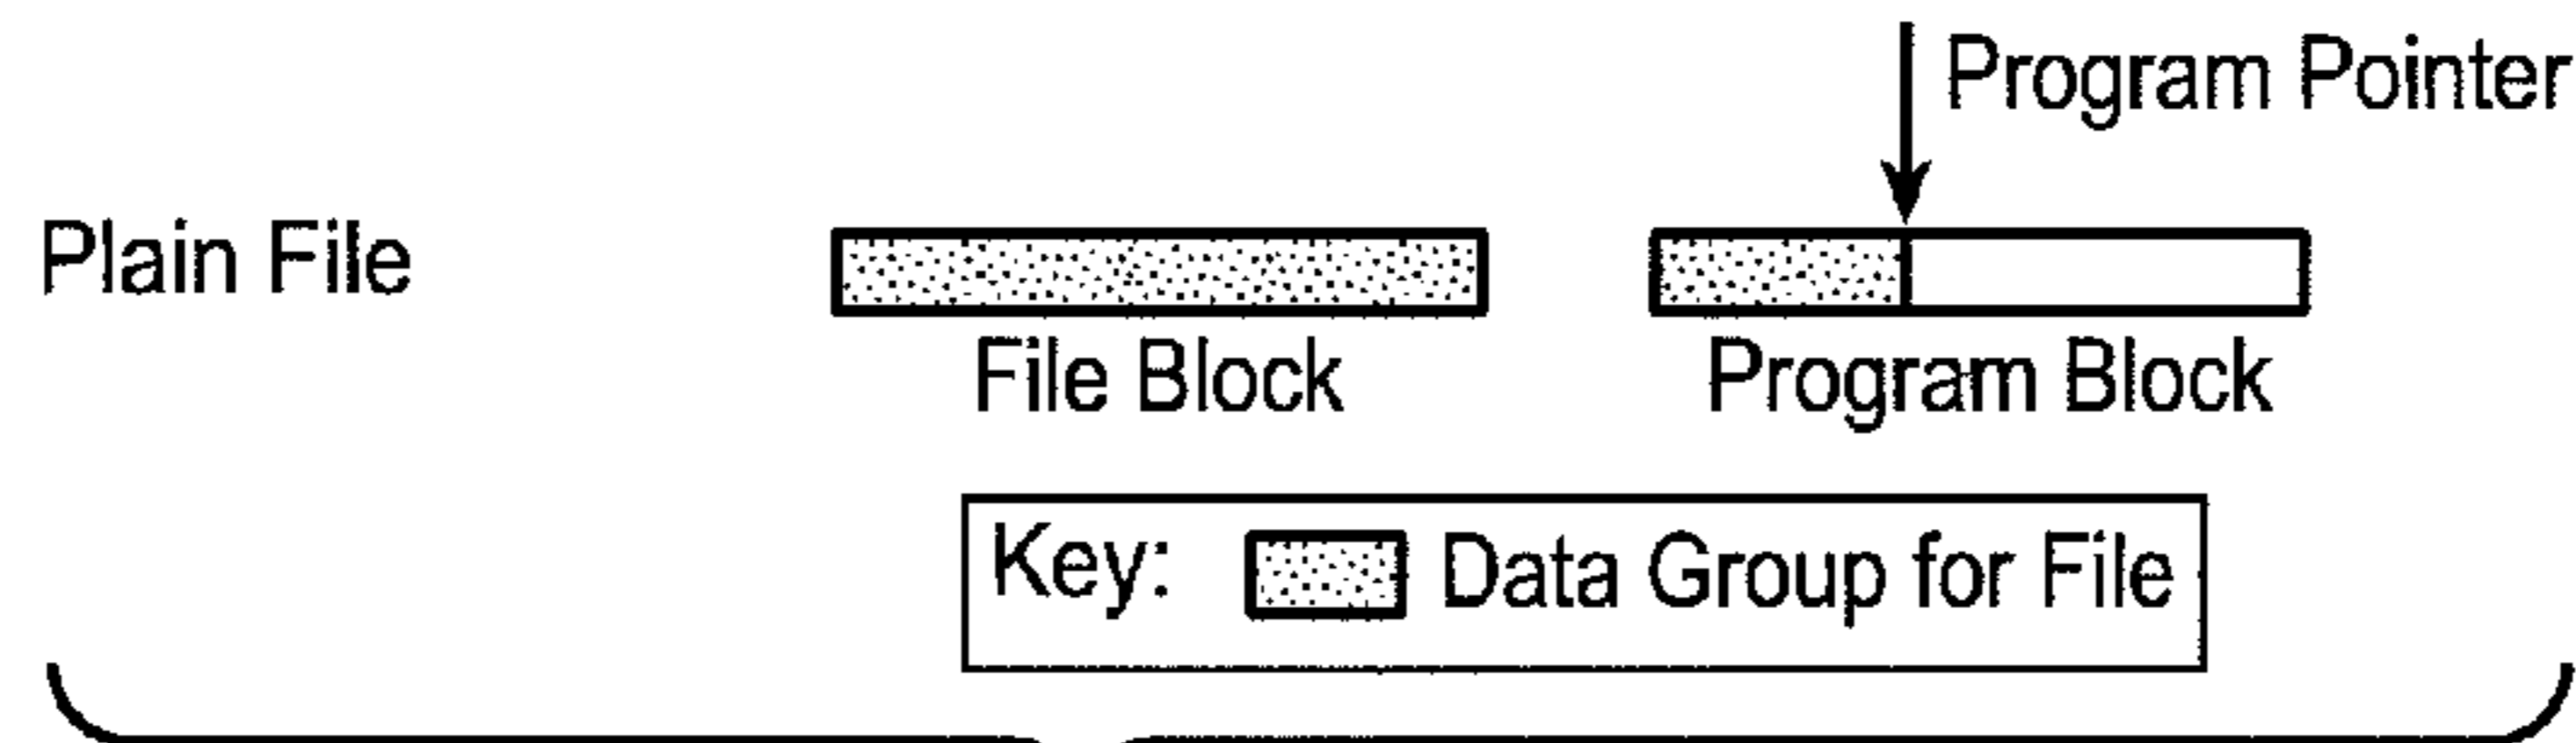 Program Pointer
Plain File
File Block
Program Block
Key:
Data Group for File